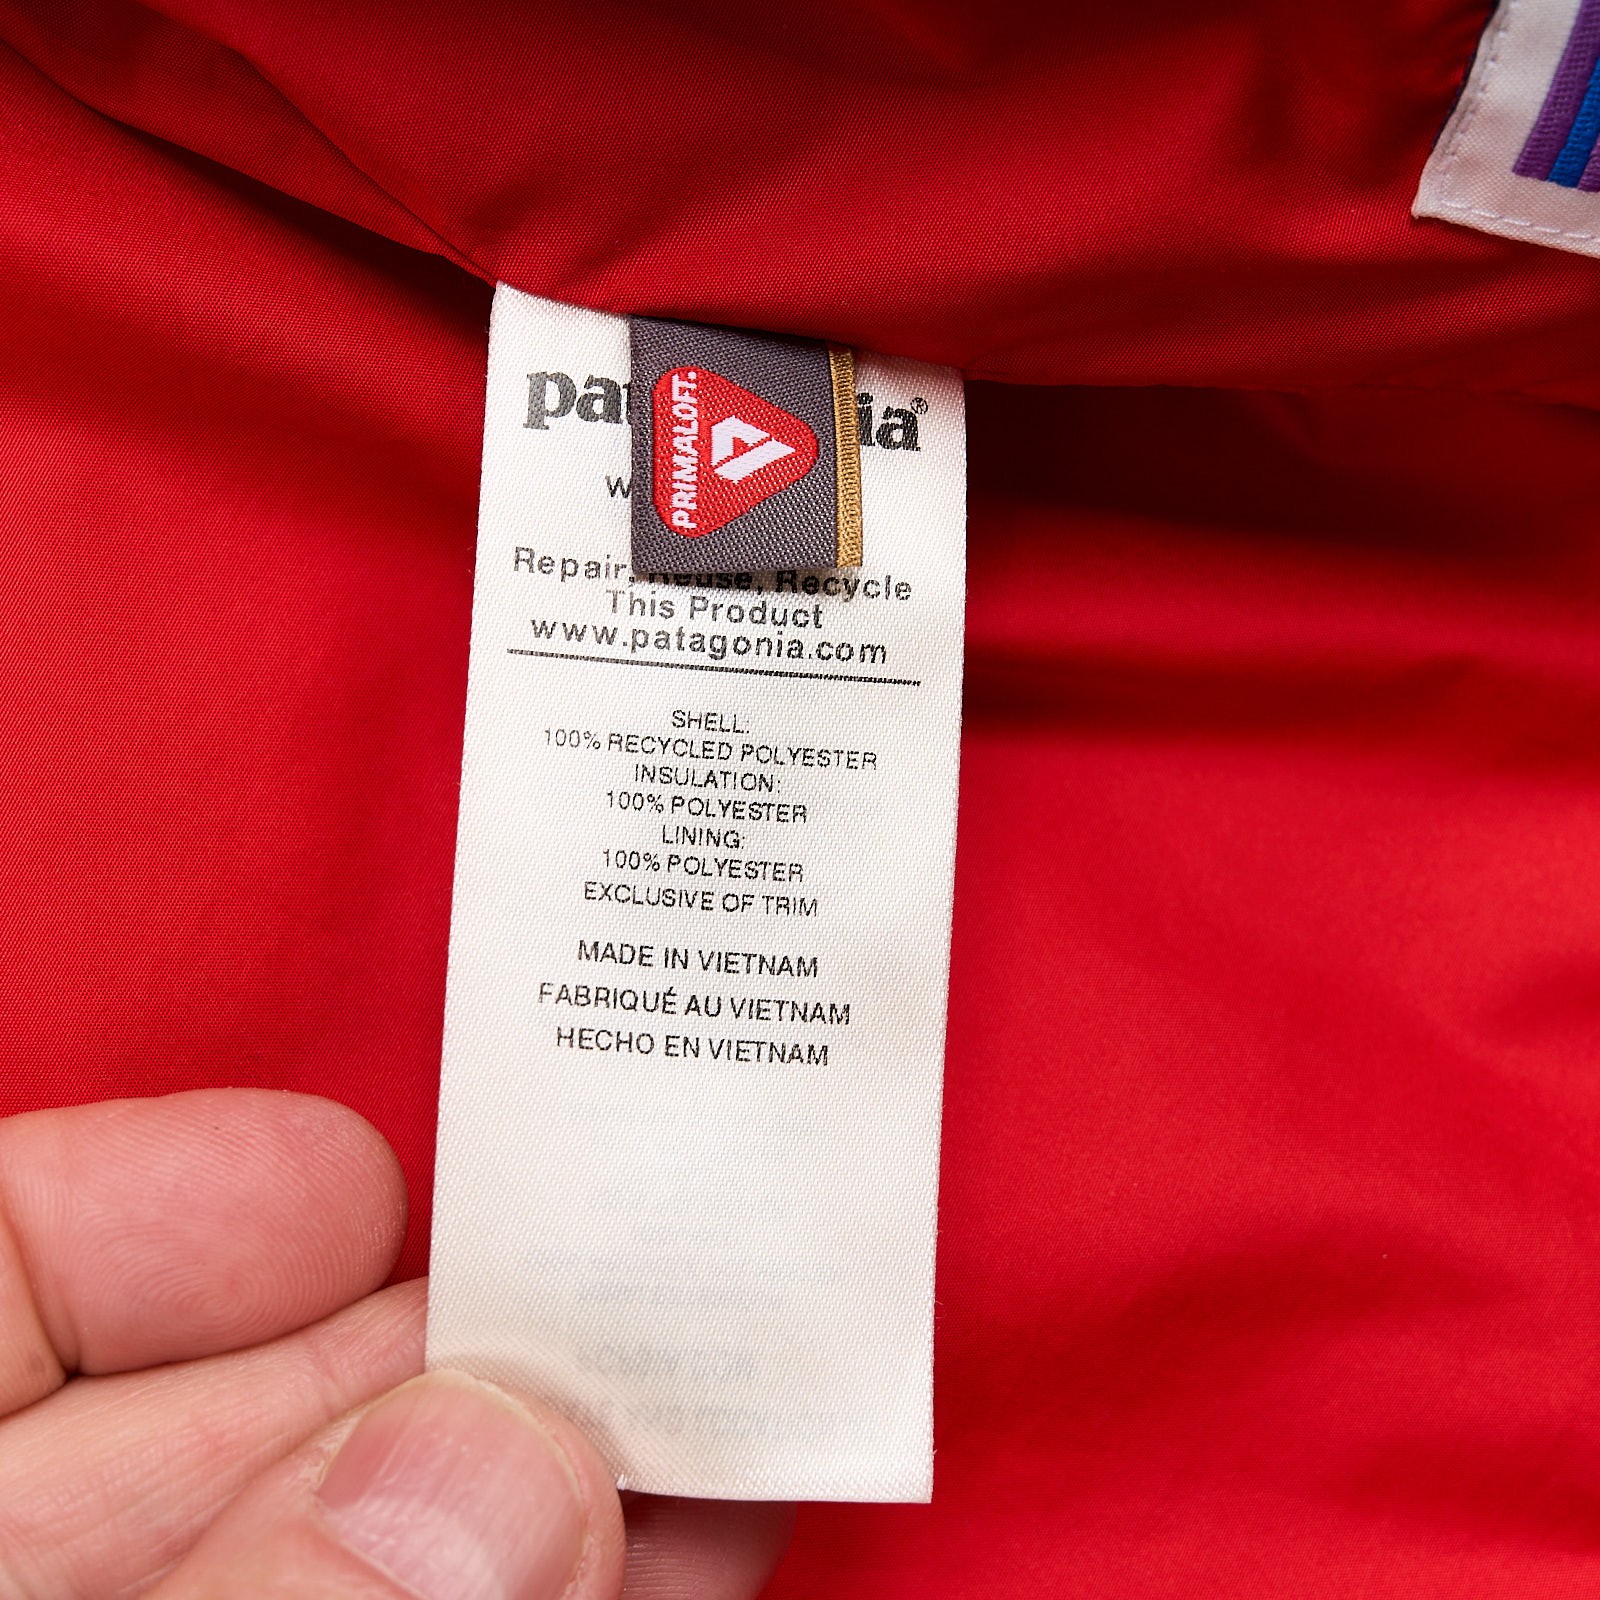 PRIMALOFT.
Repair, Reuse, Recycle
This Product
www.patagonia.com
SHELL:
100% RECYCLED POLYESTER
INSULATION:
100% POLYESTER
LINING:
100% POLYESTER
EXCLUSIVE OF TRIM
MADE IN VIETNAM
FABRIQUÉ AU VIETNAM
HECHO EN VIETNAM